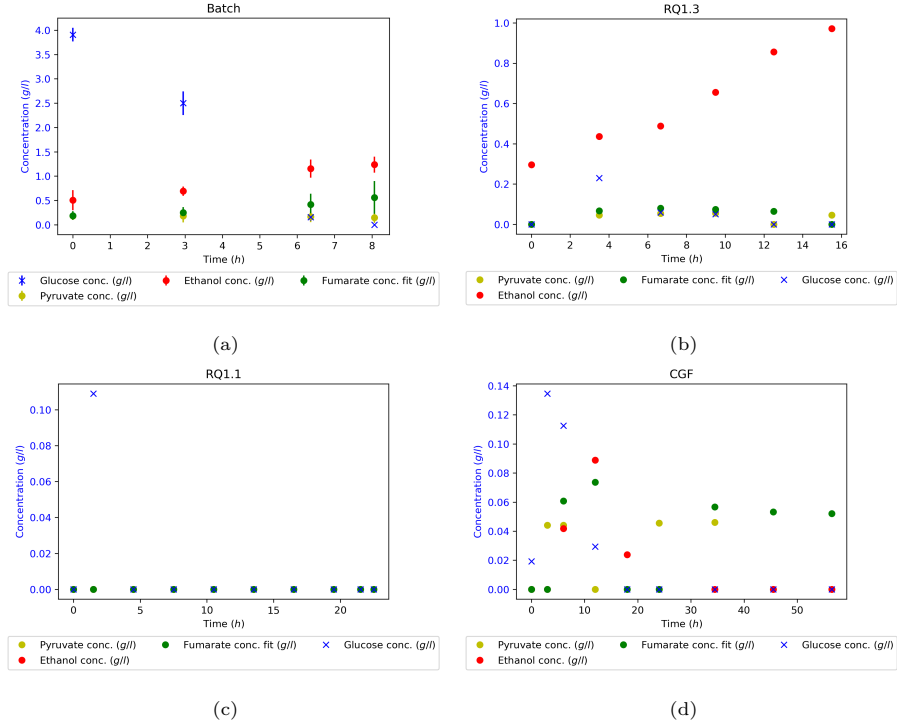 Batch
4.0
3.5
3.0
2.5
2.0
1.5
1.0
0.5
0.0
Concentration (g/l)
0 1 2 3 4 5 6 7 8
Time (h)
Glucose conc. (g/l) Ethanol conc. (g/l) Fumarate conc. fit (g/l)
Pyruvate conc. (g/l)
(a)
RQ1.3
1.0
0.8
0.6
0.4
0.2
0.0
Concentration (g/l)
0 2 4 6 8 10 12 14 16
Time (h)
Pyruvate conc. (g/l) Fumarate conc. fit (g/l) Glucose conc. (g/l)
Ethanol conc. (g/l)
(b)
RQ1.1
0.10
0.08
0.06
0.04
0.02
0.00
Concentration (g/l)
0 5 10 15 20
Time (h)
Pyruvate conc. (g/l) Fumarate conc. fit (g/l) Glucose conc. (g/l)
Ethanol conc. (g/l)
(c)
CGF
0.14
0.12
0.10
0.08
0.06
0.04
0.02
0.00
Concentration (g/l)
0 10 20 30 40 50
Time (h)
Pyruvate conc. (g/l) Fumarate conc. fit (g/l) Glucose conc. (g/l)
Ethanol conc. (g/l)
(d)